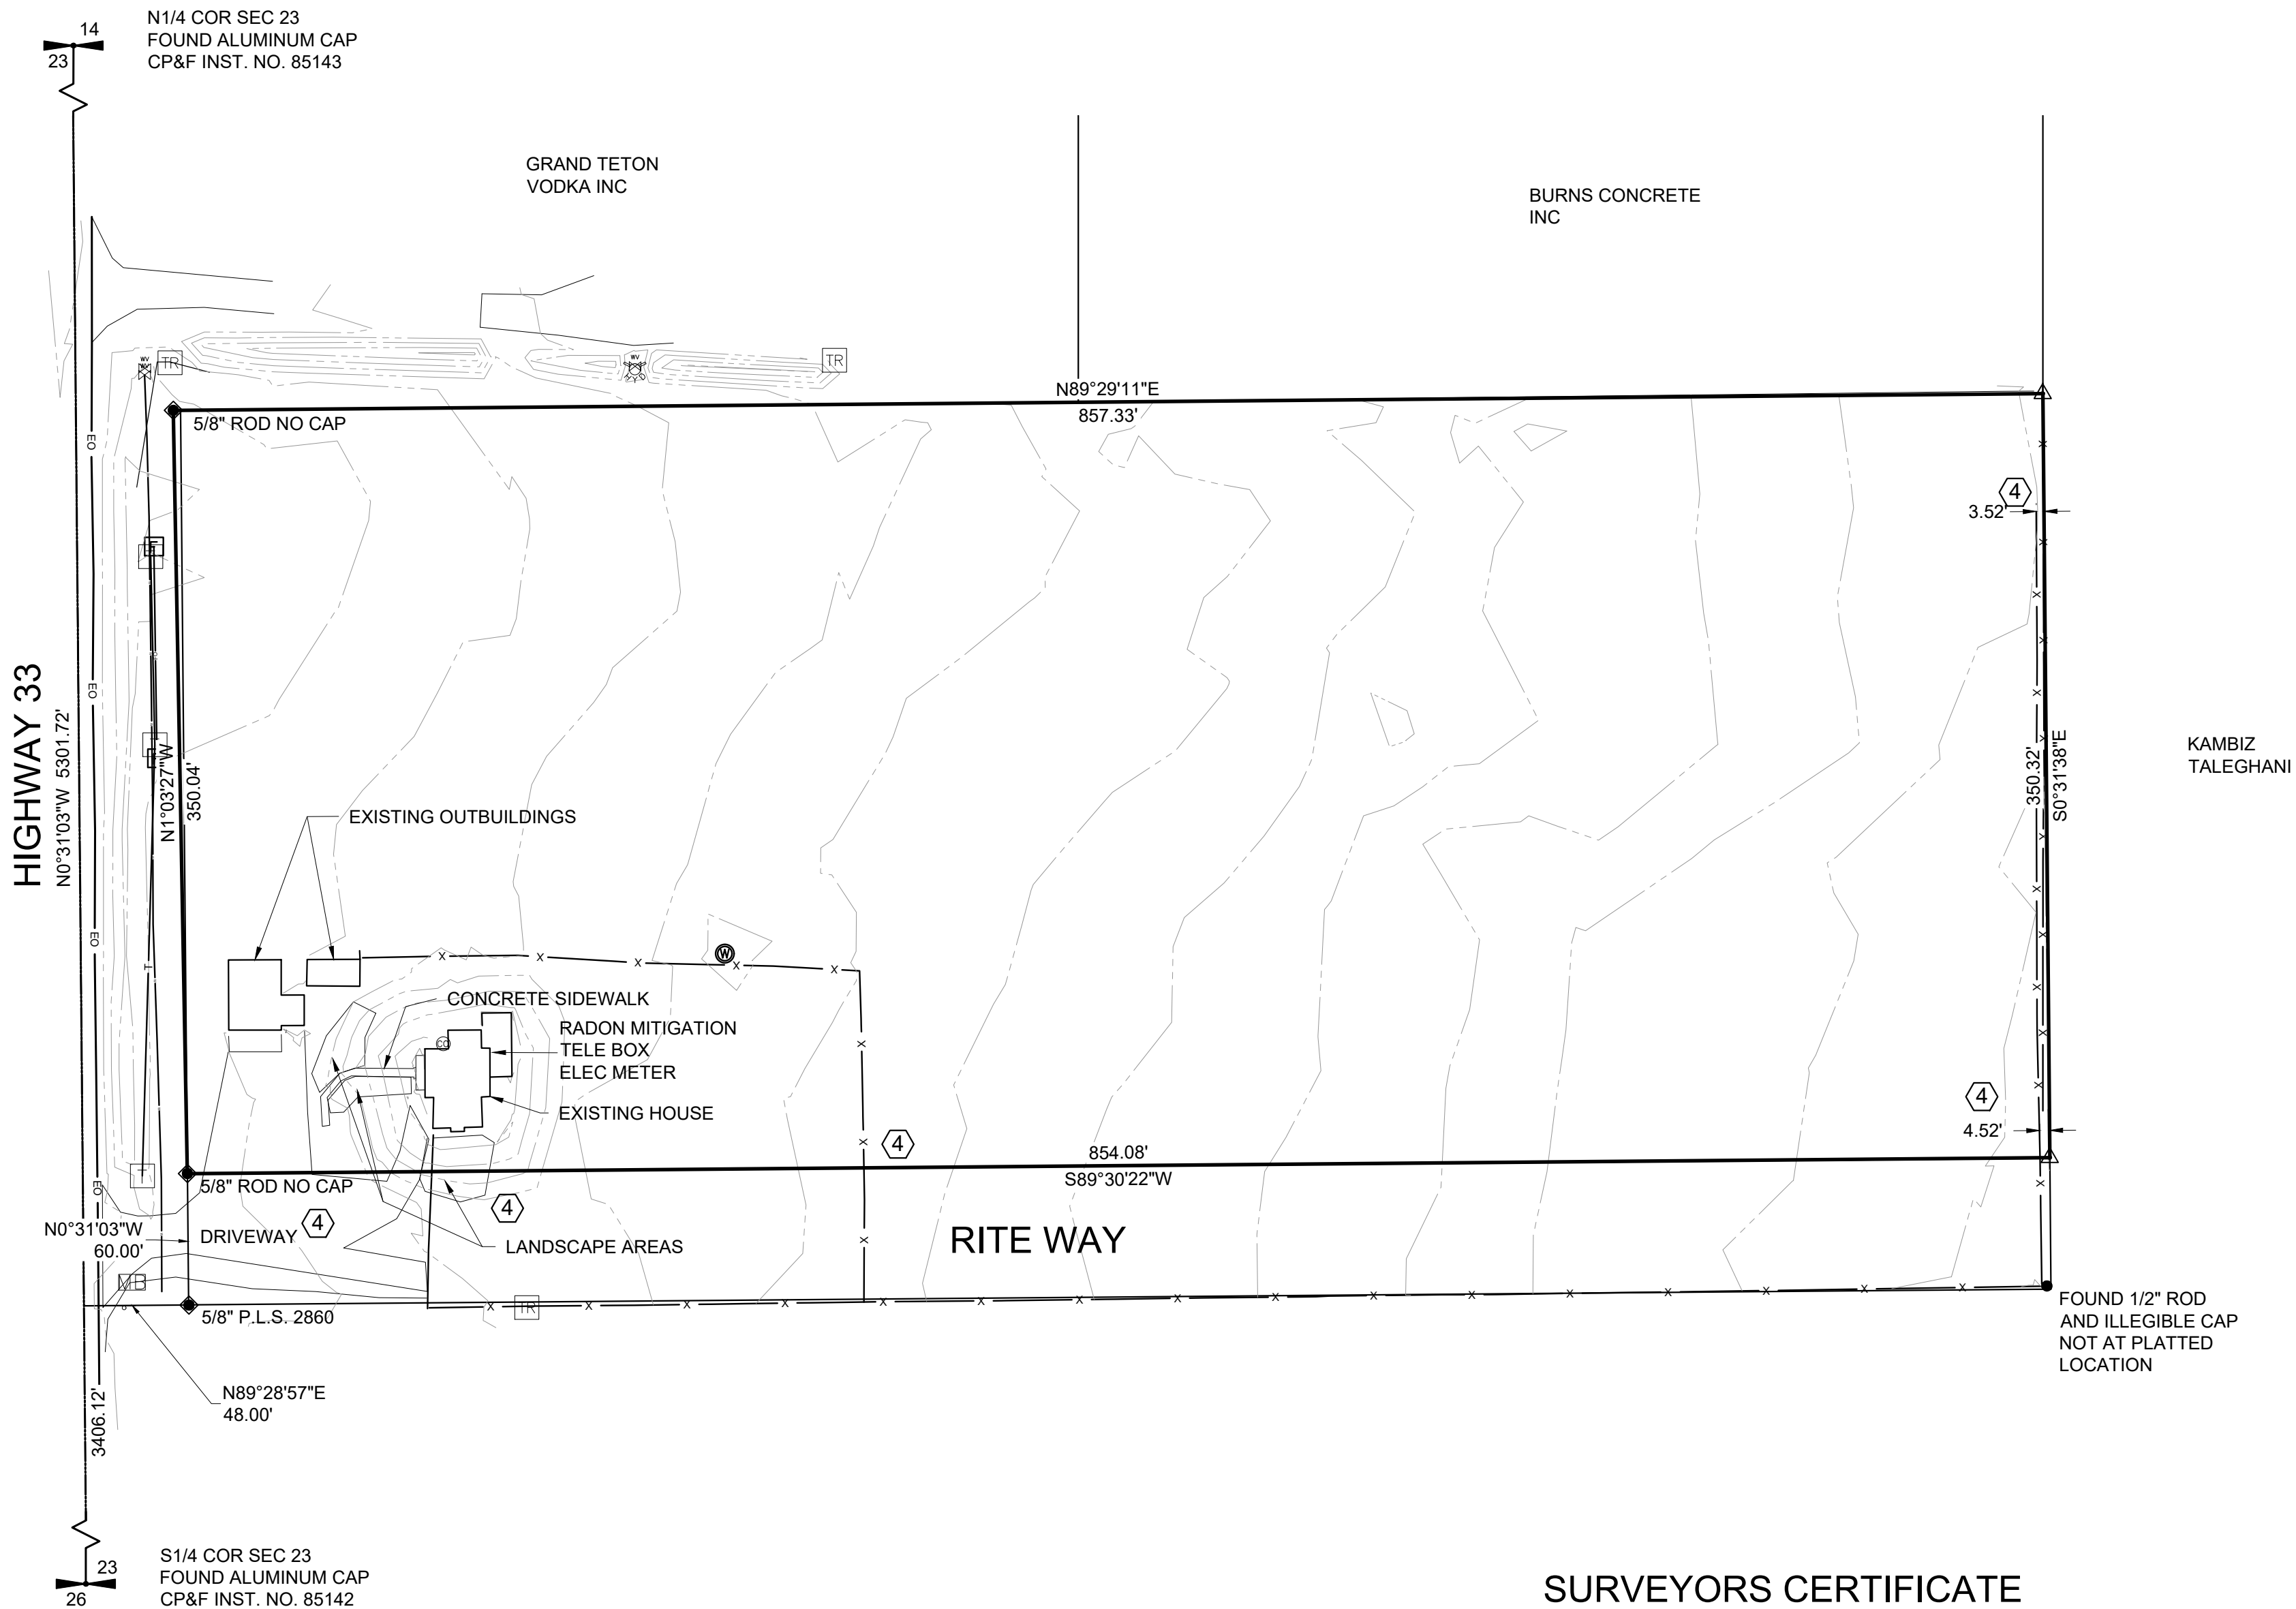 14
23
N1/4 COR SEC 23
FOUND ALUMINUM CAP
CP&F INST. NO. 85143
GRAND TETON
VODKA INC
BURNS CONCRETE
INC
WV
WV
TR
WV
TR
N89°29'11"E
857.33'
5/8" ROD NO CAP
EO
4
3.52'
HIGHWAY 33
N0°31'03"W 5301.72'
EO
N1°03'27"W
350.04'
350.32'
S0°31'38"E
KAMBIZ
TALEGHANI
EXISTING OUTBUILDINGS
EO
W
X X X X X
CONCRETE SIDEWALK
RADON MITIGATION
TELE BOX
ELEC METER
CO
EXISTING HOUSE
4
4
4.52'
854.08'
S89°30'22"W
5/8" ROD NO CAP
EO
T
N0°31'03"W
60.00'
DRIVEWAY
4
4
LANDSCAPE AREAS
RITE WAY
MB
TR
5/8" P.L.S. 2860
FOUND 1/2" ROD
AND ILLEGIBLE CAP
NOT AT PLATTED
LOCATION
N89°28'57"E
48.00'
3406.12'
23
26
S1/4 COR SEC 23
FOUND ALUMINUM CAP
CP&F INST. NO. 85142
SURVEYORS CERTIFICATE